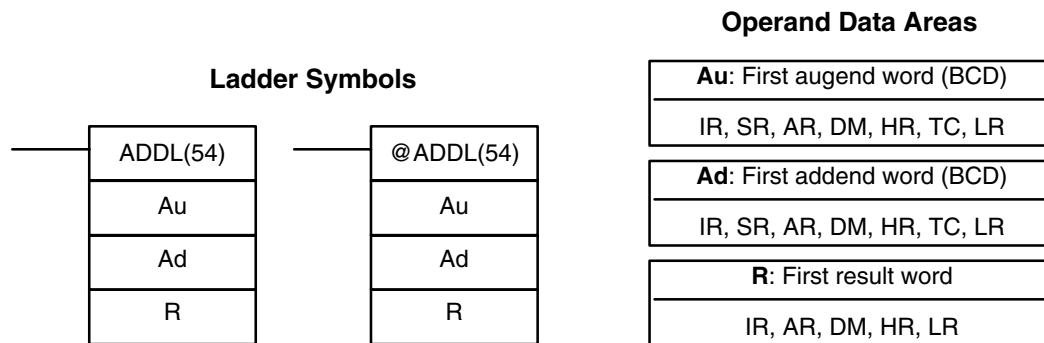 Ladder Symbols
ADDL(54)
Au
Ad
R
@ADDL(54)
Au
Ad
R
Operand Data Areas
Au: First augend word (BCD)
IR, SR, AR, DM, HR, TC, LR
Ad: First addend word (BCD)
IR, SR, AR, DM, HR, TC, LR
R: First result word
IR, AR, DM, HR, LR